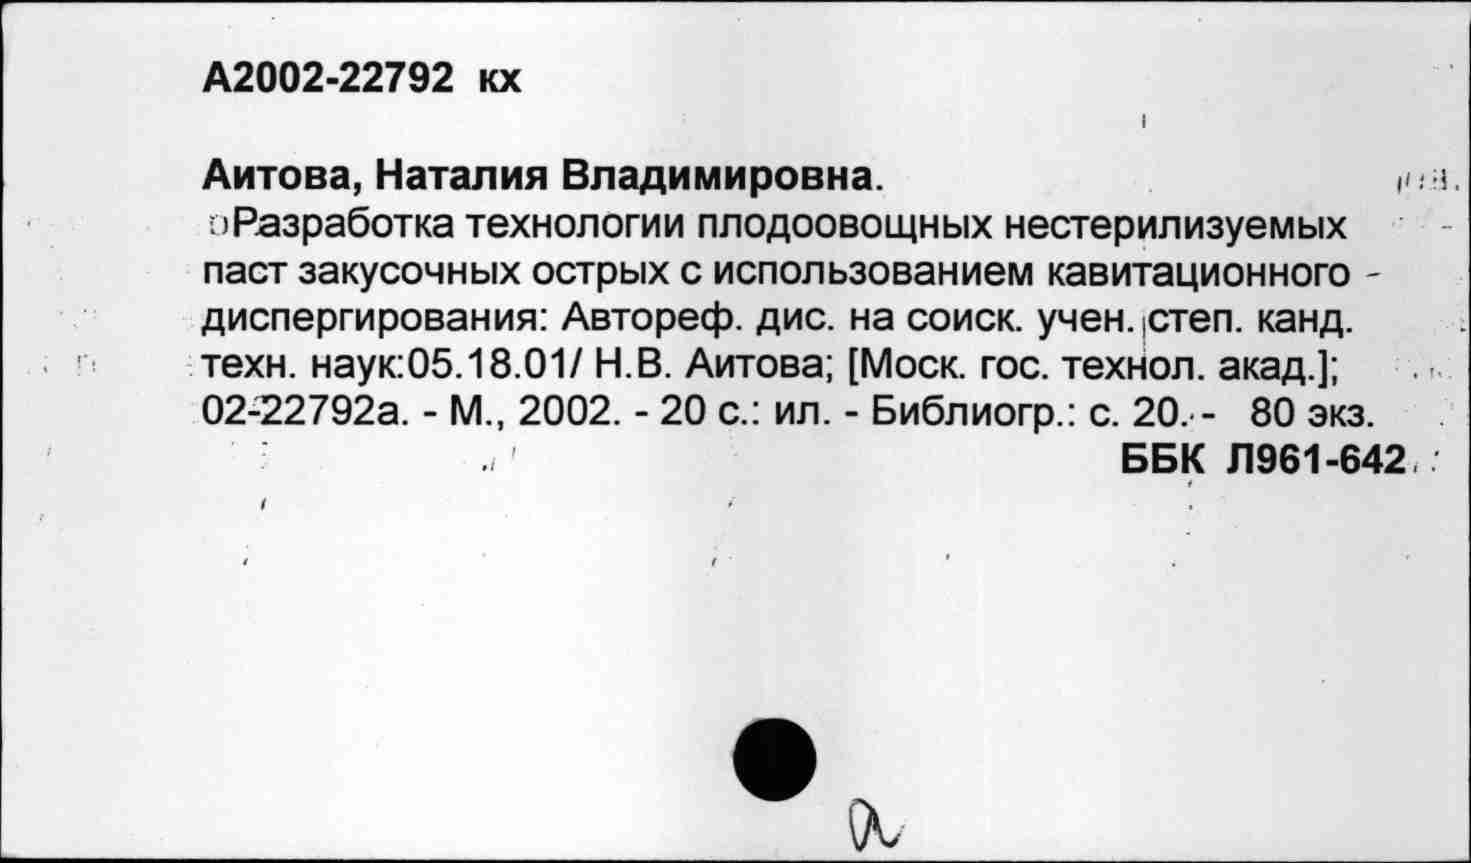 А2002-22792 кх
Аитова, Наталия Владимировна.
Разработка технологии плодоовощных нестерилизуемых
паст закусочных острых с использованием кавитационного
диспергирования: Автореф. дис. на соиск. учен. степ. канд.
техн. наук:05.18.01/ Н.В. Аитова; [Моск. гос. технол. акад.];
02-22792а. - М., 2002. - 20 с.: ил. - Библиогр.: с. 20. - 80 экз.
ББК Л961-642